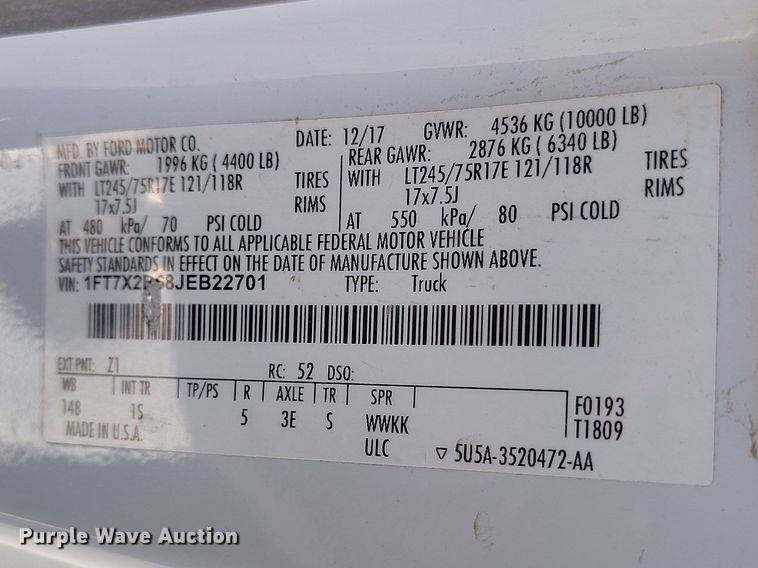 MFD. BY FORD MOTOR CO. DATE: 12/17 GVWR: 4536 KG (10000 LB)
FRONT GAWR: 1996 KG ( 4400 LB) REAR GAWR: 2876 KG ( 6340 LB)
WITH LT245/75R17E 121/118R TIRES WITH LT245/75R17E 121/118R TIRES
17x7.5J RIMS 17x7.5J RIMS
AT 480 kPa/ 70 PSI COLD AT 550 kPa/ 80 PSI COLD
THIS VEHICLE CONFORMS TO ALL APPLICABLE FEDERAL MOTOR VEHICLE
SAFETY STANDARDS IN EFFECT ON THE DATE OF MANUFACTURE SHOWN ABOVE.
VIN: TYPE: Truck
EXT PNT: Z1 RC: 52 DSO:
WB INT TR TP/PS R AXLE TR SPR
148 1S 5 3E S WWKK F0193
MADE IN U.S.A. ULC T1809
5U5A-3520472-AA
Purple Wave Auction